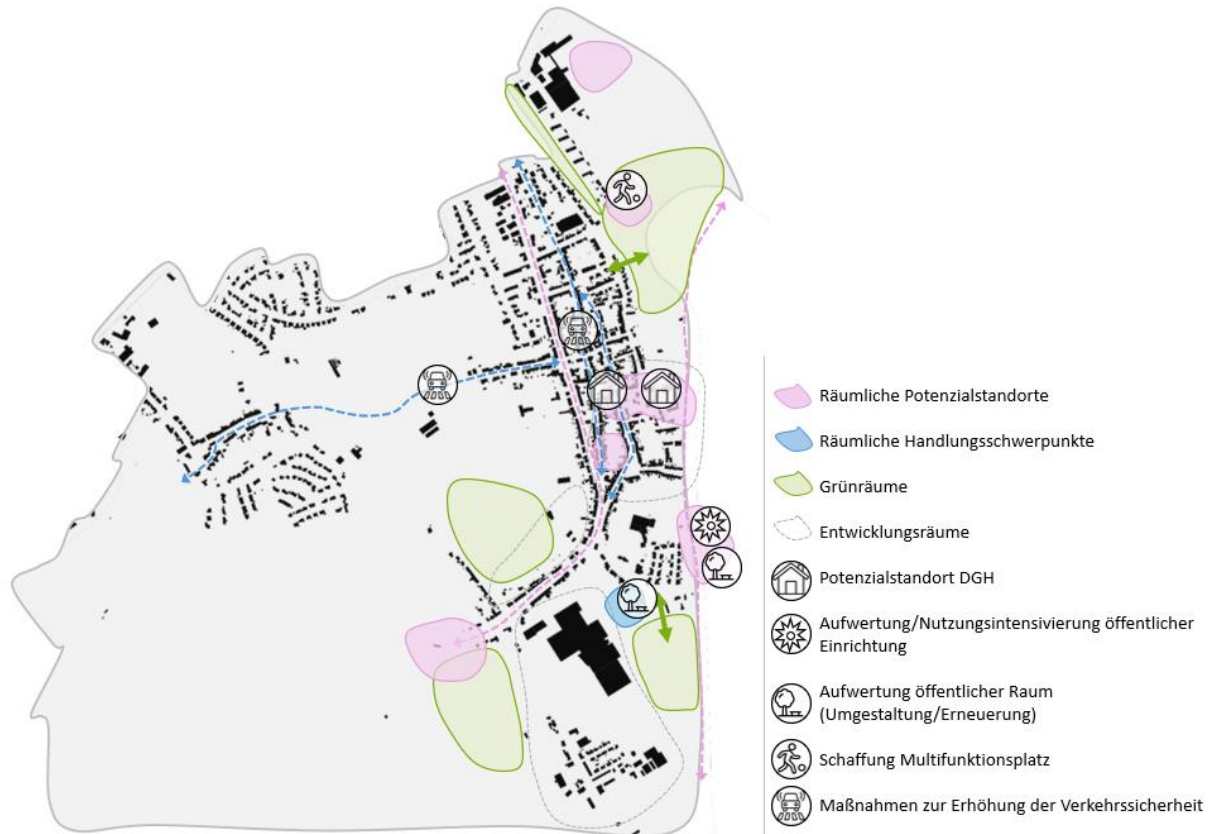 Räumliche Potenzialstandorte
Räumliche Handlungsschwerpunkte
Grünräume
Entwicklungsräume
Potenzialstandort DGH
Aufwertung/Nutzungsintensivierung öffentlicher
Einrichtung
Aufwertung öffentlicher Raum
(Umgestaltung/Erneuerung)
Schaffung Multifunktionsplatz
Maßnahmen zur Erhöhung der Verkehrssicherheit